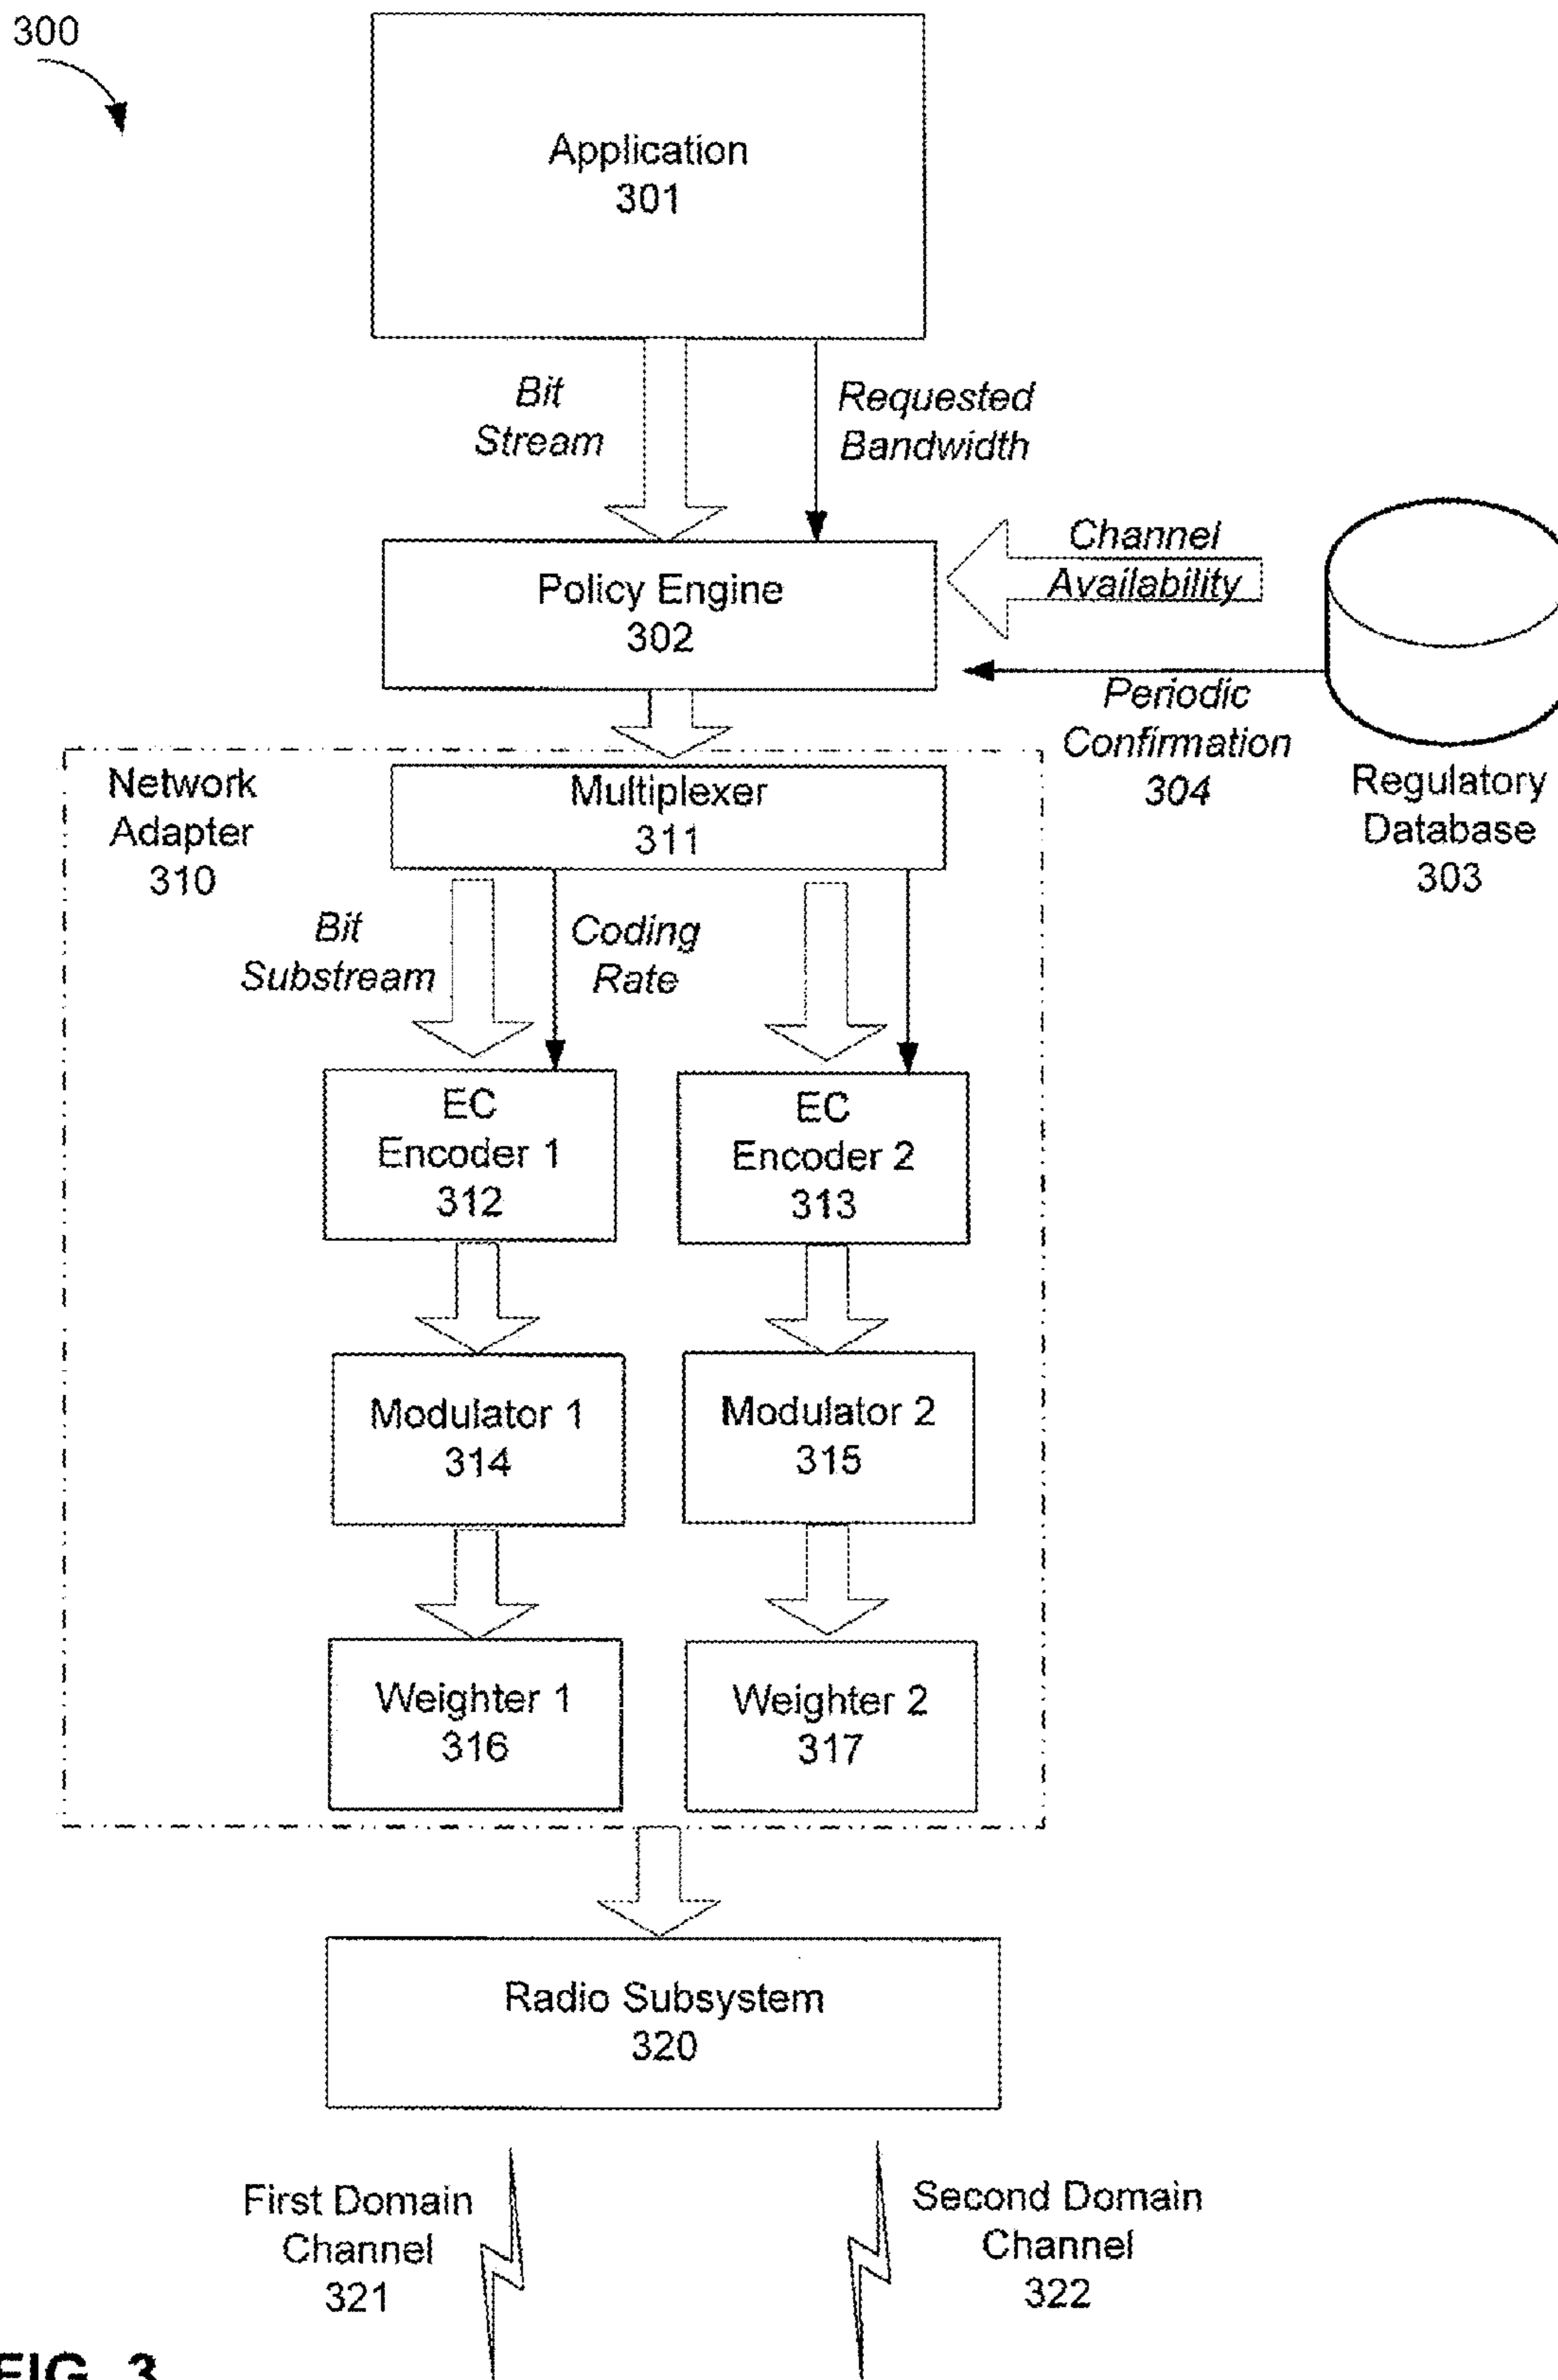 300
Application
301
Bit
Stream
Requested
Bandwidth
Channel
Availability
Policy Engine
302
Periodic
Confirmation
304
Regulatory
Database
303
Network
Adapter
310
Multiplexer
311
Bit
Substream
Coding
Rate
EC
Encoder 1
312
EC
Encoder 2
313
Modulator 1
314
Modulator 2
315
Weighter 1
316
Weighter 2
317
Radio Subsystem
320
First Domain
Channel
321
Second Domain
Channel
322
FIG. 3